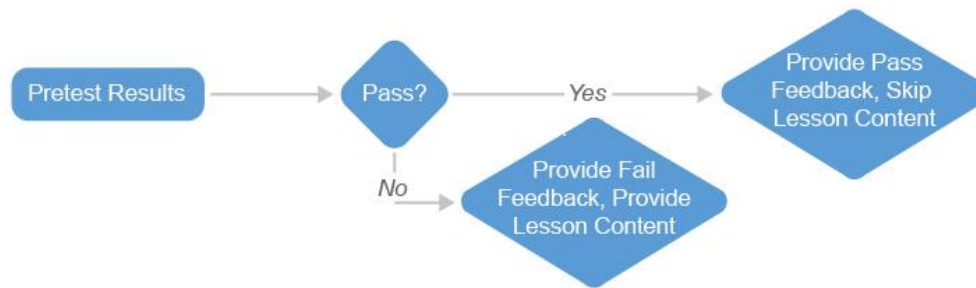 Pretest Results
Pass?
Yes
Provide Pass
Feedback, Skip
Lesson Content
No
Provide Fail
Feedback, Provide
Lesson Content